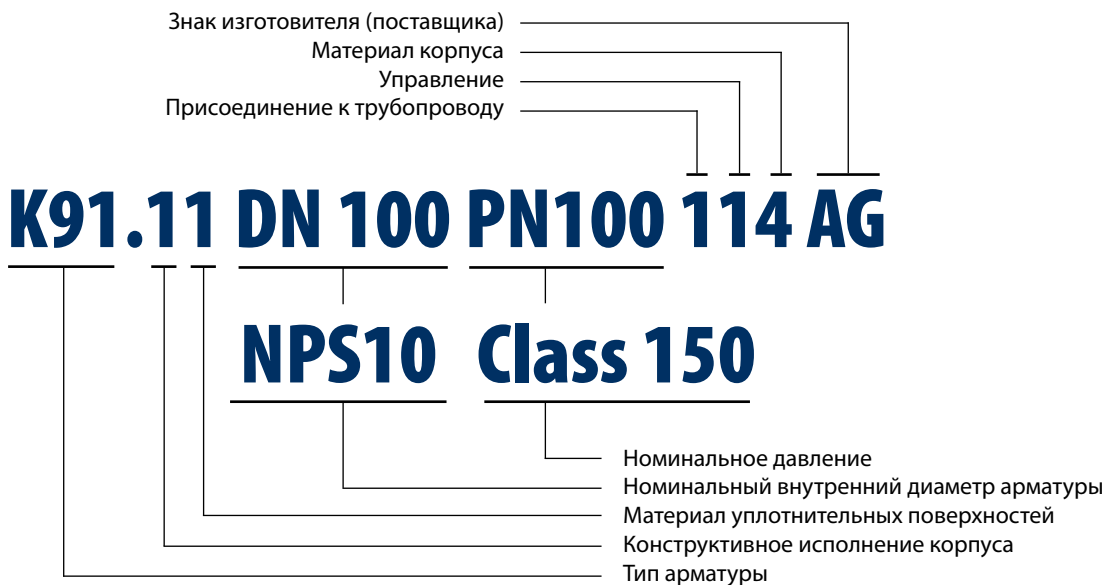 Знак изготовителя (поставщика)
Материал корпуса
Управление
Присоединение к трубопроводу
К91.11 DN 100 PN100 114 AG
NPS10 Class 150
Номинальное давление
Номинальный внутренний диаметр арматуры
Материал уплотнительных поверхностей
Конструктивное исполнение корпуса
Тип арматуры